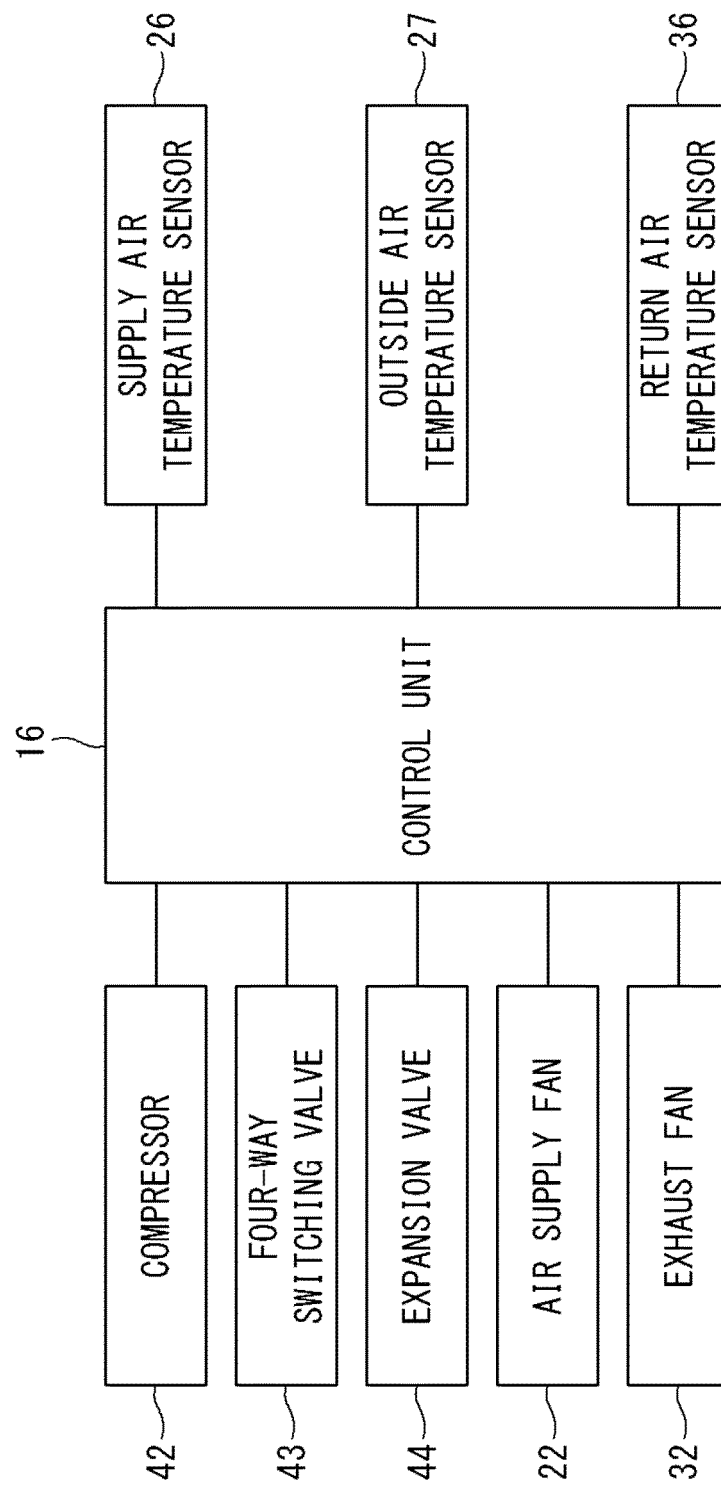 16
42
COMPRESSOR
43
FOUR-WAY
SWITCHING VALVE
44
EXPANSION VALVE
22
AIR SUPPLY FAN
32
EXHAUST FAN
CONTROL UNIT
SUPPLY AIR
TEMPERATURE SENSOR
26
OUTSIDE AIR
TEMPERATURE SENSOR
27
RETURN AIR
TEMPERATURE SENSOR
36